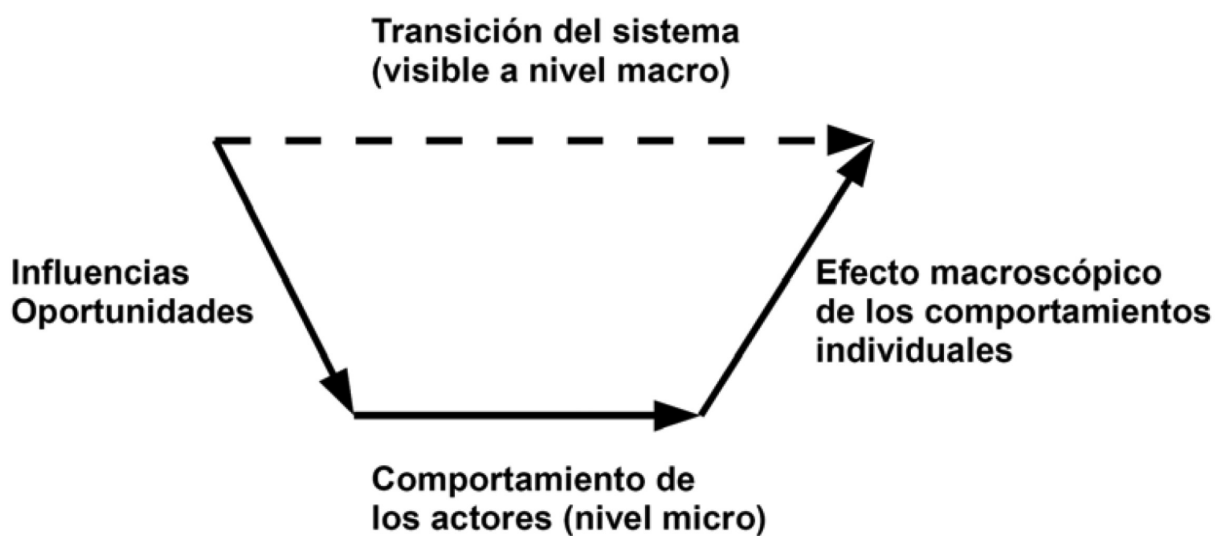 Transición del sistema
(visible a nivel macro)
Influencias
Oportunidades
Efecto macroscópico
de los comportamientos
individuales
Comportamiento de
los actores (nivel micro)